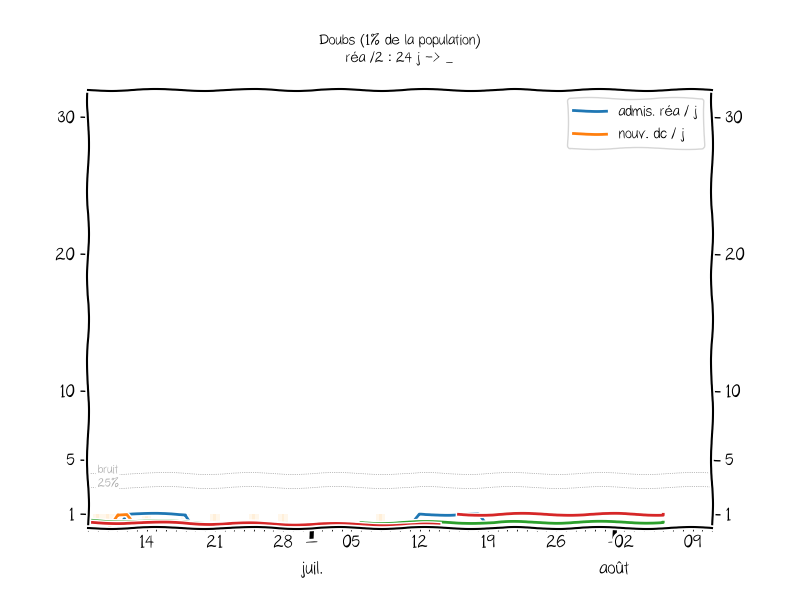 Doubs (1% de la population)
réa /2 : 24 j -> _
admis. réa / j
nouv. dc / j
30 30
20 20
10 10
5 5
bruit
25%
1 1
14 21 28 05 12 19 26 02 09
juil. août